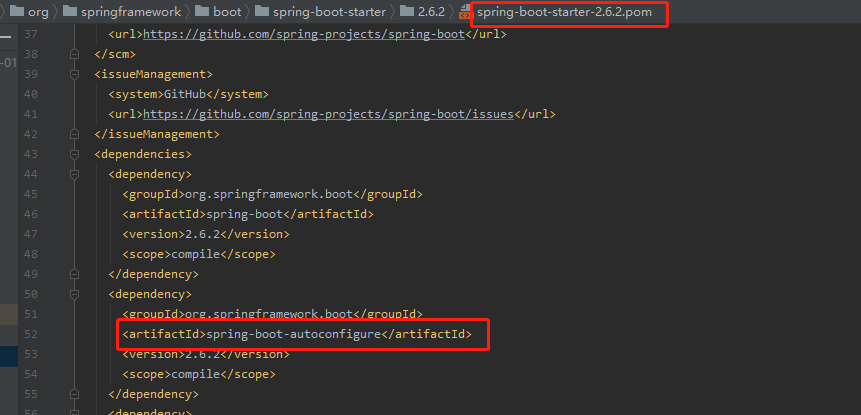 org > springframework > boot > spring-boot-starter > 2.6.2 > spring-boot-starter-2.6.2.pom
-01
37 <url>https://github.com/spring-projects/spring-boot</url>
38 </scm>
39 <issueManagement>
40 <system>GitHub</system>
41 <url>https://github.com/spring-projects/spring-boot/issues</url>
42 </issueManagement>
43 <dependencies>
44 <dependency>
45 <groupId>org.springframework.boot</groupId>
46 <artifactId>spring-boot</artifactId>
47 <version>2.6.2</version>
48 <scope>compile</scope>
49 </dependency>
50 <dependency>
51 <groupId>org.springframework.boot</groupId>
52 <artifactId>spring-boot-autoconfigure</artifactId>
53 <version>2.6.2</version>
54 <scope>compile</scope>
55 </dependency>
56 <dependency>